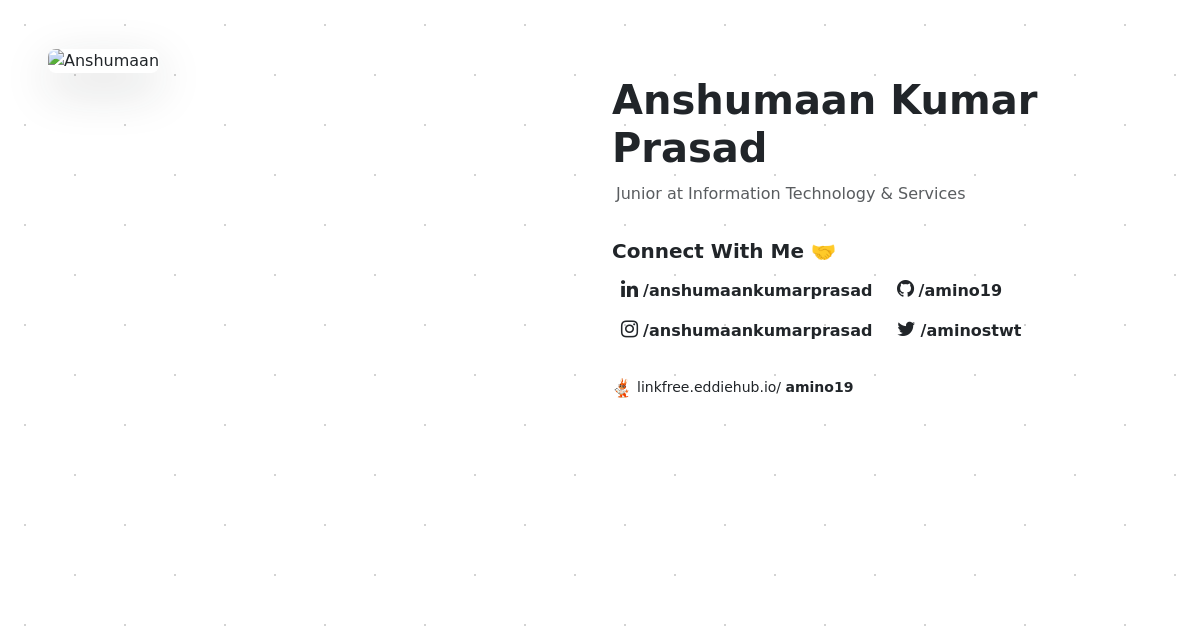 Anshumaan
Anshumaan Kumar
Prasad
Junior at Information Technology & Services
Connect With Me 🤝
/anshumaankumarprasad /amino19
/anshumaankumarprasad /aminostwt
linkfree.eddiehub.io/ amino19